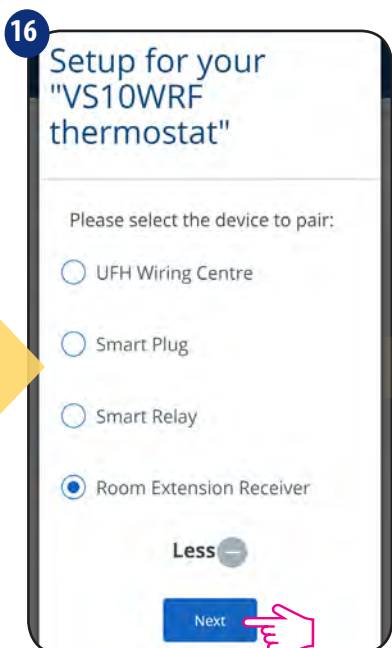 16
Setup for your
"VS10WRF
thermostat"
Please select the device to pair:
UFH Wiring Centre
Smart Plug
Smart Relay
Room Extension Receiver
Less
Next